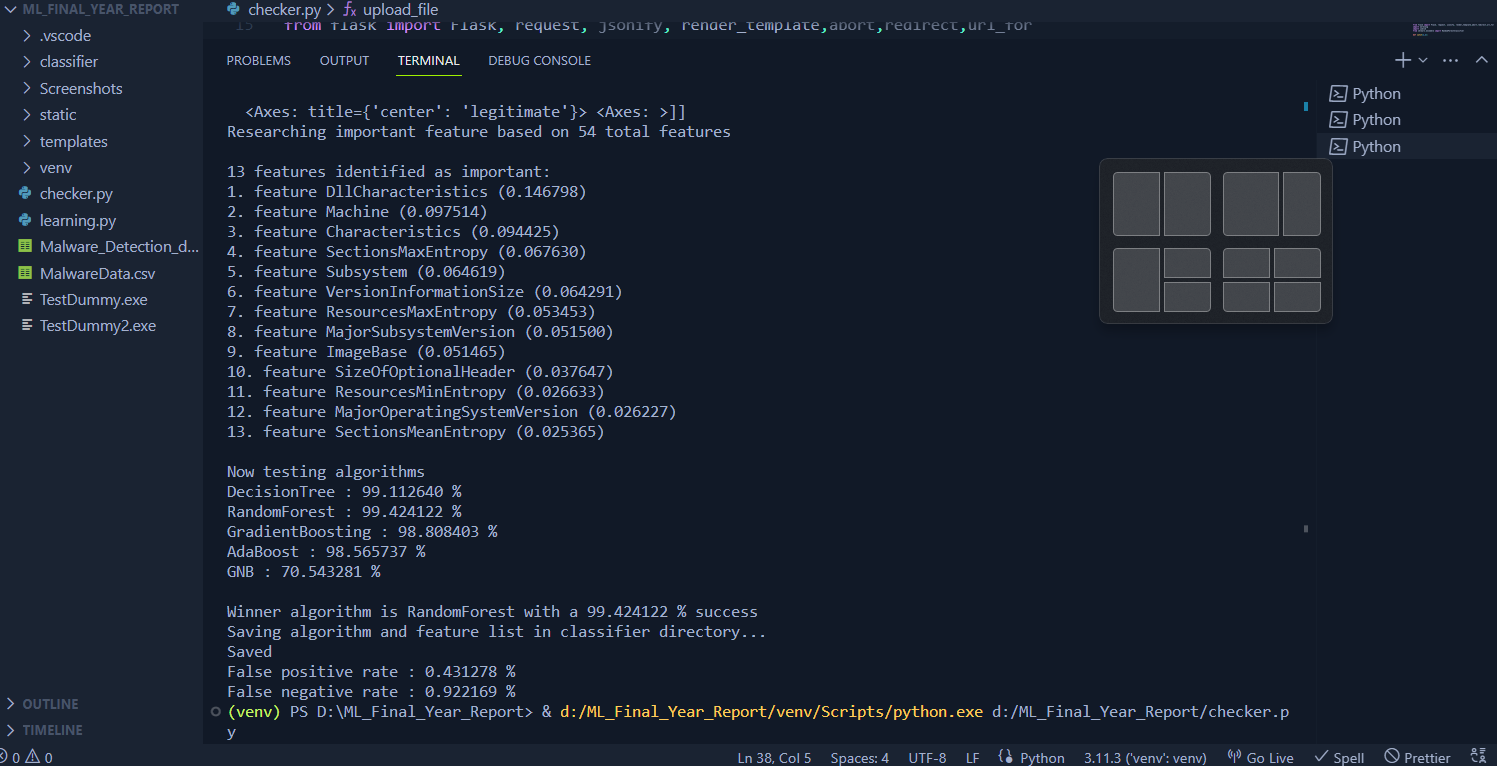 ML_FINAL_YEAR_REPORT
.vscode
classifier
Screenshots
static
templates
venv
checker.py
learning.py
Malware_Detection_d...
MalwareData.csv
TestDummy.exe
TestDummy2.exe
OUTLINE
TIMELINE
checker.py > upload_file
15 from flask import Flask, request, jsonify, render_template,abort,redirect,url_for
PROBLEMS OUTPUT TERMINAL DEBUG CONSOLE
<Axes: title={'center': 'legitimate'}> <Axes: >]]
Researching important feature based on 54 total features
13 features identified as important:
1. feature DllCharacteristics (0.146798)
2. feature Machine (0.097514)
3. feature Characteristics (0.094425)
4. feature SectionsMaxEntropy (0.067630)
5. feature Subsystem (0.064619)
6. feature VersionInformationSize (0.064291)
7. feature ResourcesMaxEntropy (0.053453)
8. feature MajorSubsystemVersion (0.051500)
9. feature ImageBase (0.051465)
10. feature SizeOfOptionalHeader (0.037647)
11. feature ResourcesMinEntropy (0.026633)
12. feature MajorOperatingSystemVersion (0.026227)
13. feature SectionsMeanEntropy (0.025365)
Now testing algorithms
DecisionTree : 99.112640 %
RandomForest : 99.424122 %
GradientBoosting : 98.808403 %
AdaBoost : 98.565737 %
GNB : 70.543281 %
Winner algorithm is RandomForest with a 99.424122 % success
Saving algorithm and feature list in classifier directory...
Saved
False positive rate : 0.431278 %
False negative rate : 0.922169 %
(venv) PS D:\ML_Final_Year_Report> & d:/ML_Final_Year_Report/venv/Scripts/python.exe d:/ML_Final_Year_Report/checker.p
y
Python
Python
Python
0 0
Ln 38, Col 5 Spaces: 4 UTF-8 LF Python 3.11.3 ('venv': venv) Go Live Spell Prettier